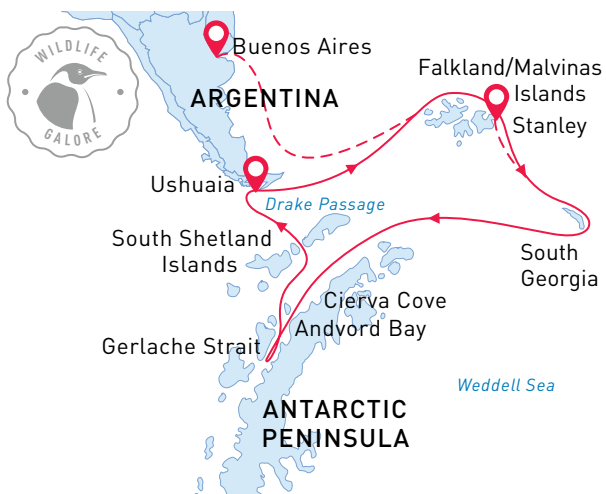 WILDLIFE
GALORE
Buenos Aires
ARGENTINA
Falkland/Malvinas
Islands
Stanley
Ushuaia
Drake Passage
South Shetland
Islands
South
Georgia
Cierva Cove
Andvord Bay
Gerlache Strait
Weddell Sea
ANTARCTIC
PENINSULA